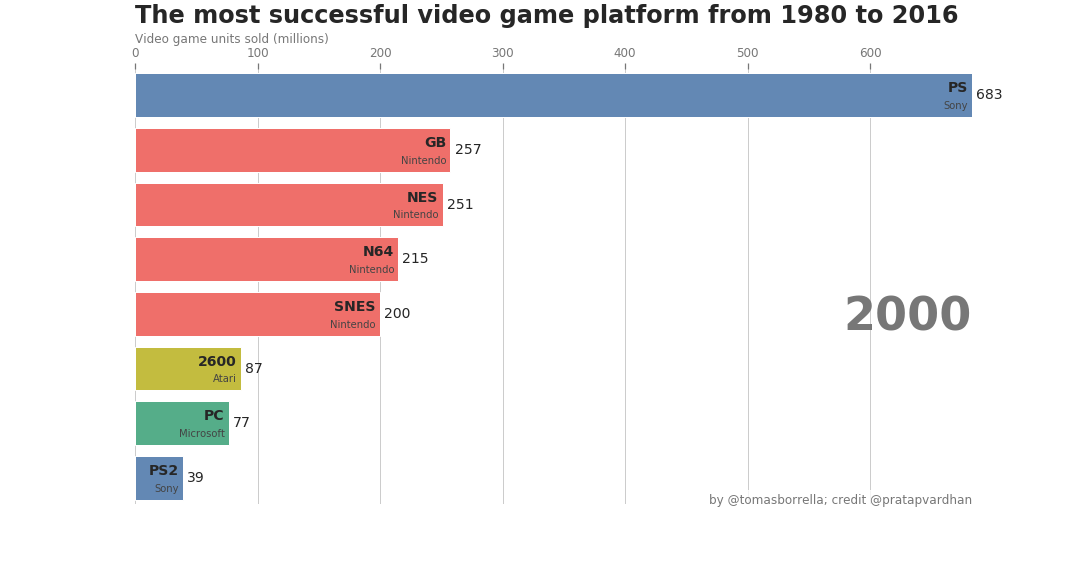 The most successful video game platform from 1980 to 2016
Video game units sold (millions)
0 100 200 300 400 500 600
PS
Sony
683
GB
Nintendo
257
NES
Nintendo
251
N64
Nintendo
215
SNES
Nintendo
200
2000
2600
Atari
87
PC
Microsoft
77
PS2
Sony
39
by @tomasborrella; credit @pratapvardhan